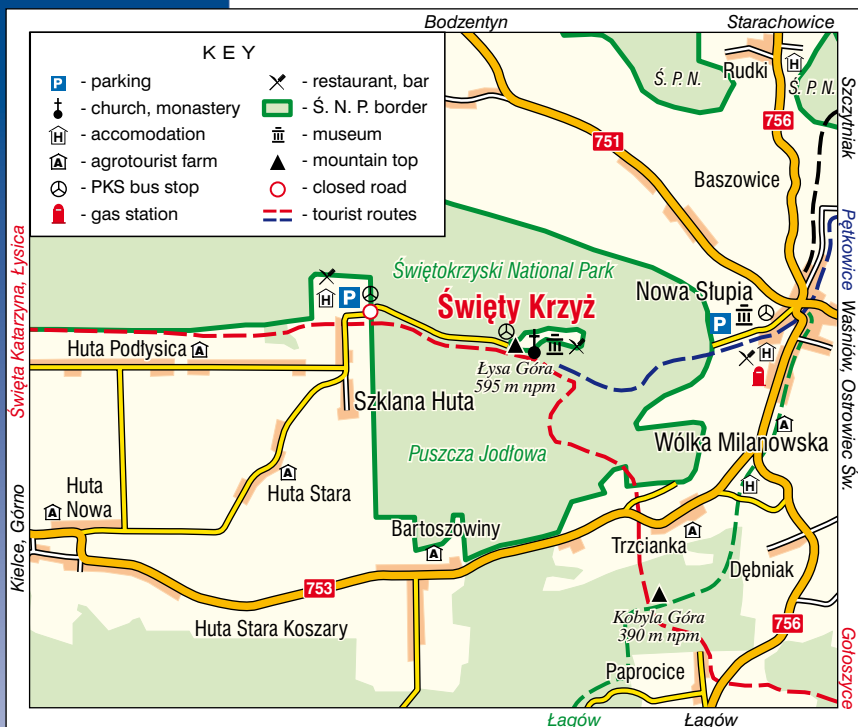 Bodzentyn
Starachowice
KEY
P - parking
- church, monastery
H - accomodation
A - agrotourist farm
- PKS bus stop
- gas station
- restaurant, bar
- Ś. N. P. border
- museum
- mountain top
- closed road
- tourist routes
Ś. P. N.
Rudki
H
Ś. P. N.
756
751
Baszowice
Szczytniak
Pętkowice
Waśniów, Ostrowiec Św.
Święta Katarzyna, Łysica
Świętokrzyski National Park
H
P
Święty Krzyż
Nowa Słupia
P
Huta Podłysica
A
Łysa Góra
595 m npm
H
Szklana Huta
A
Puszcza Jodłowa
Wólka Milanowska
A
Huta Stara
H
Huta
Nowa
A
Bartoszowiny
A
A
Trzcianka
Dębniak
Kielce, Górno
753
Huta Stara Koszary
Kobyla Góra
390 m npm
756
Gołoszyce
Paprocice
Łagów
Łagów